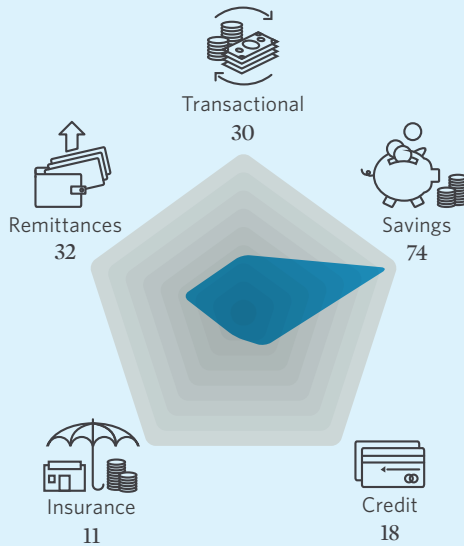 Transactional
30
Remittances
32
Savings
74
Insurance
11
Credit
18